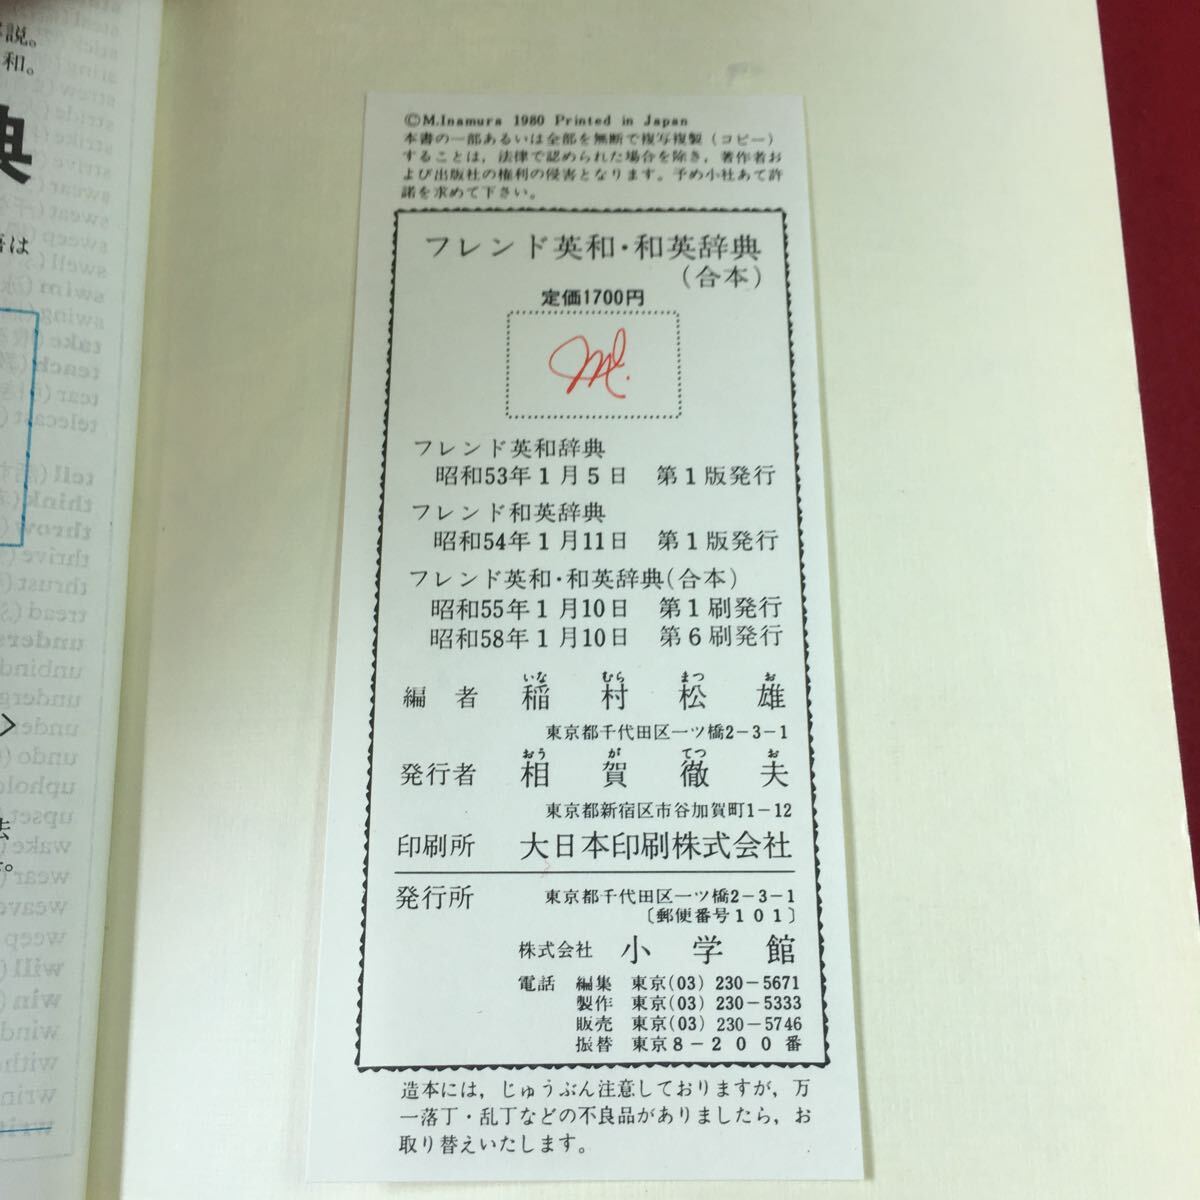 説。
和。
典
語は
>
法
©M.Inamura 1980 Printed in Japan
本書の一部あるいは全部を無断で複写複製(コピー)
することは，法律で認められた場合を除き，著作者お
よび出版社の権利の侵害となります。予め小社あて許
諾を求めて下さい。
フレンド英和・和英辞典
(合本)
定価1700円
フレンド英和辞典
昭和53年1月5日 第1版発行
フレンド和英辞典
昭和54年1月11日 第1版発行
フレンド英和・和英辞典(合本)
昭和55年1月10日 第1刷発行
昭和58年1月10日 第6刷発行
いな むら まつ お
編者 稲村松雄
東京都千代田区一ツ橋2-3-1
おう が てつ お
発行者 相賀徹夫
東京都新宿区市谷加賀町1-12
印刷所 大日本印刷株式会社
発行所 東京都千代田区一ツ橋2-3-1
〔郵便番号101〕
株式会社 小学館
電話 編集 東京(03) 230-5671
製作 東京(03) 230-5333
販売 東京(03) 230-5746
振替 東京8-200番
造本には，じゅうぶん注意しておりますが，万
一落丁・乱丁などの不良品がありましたら，お
取り替えいたします。